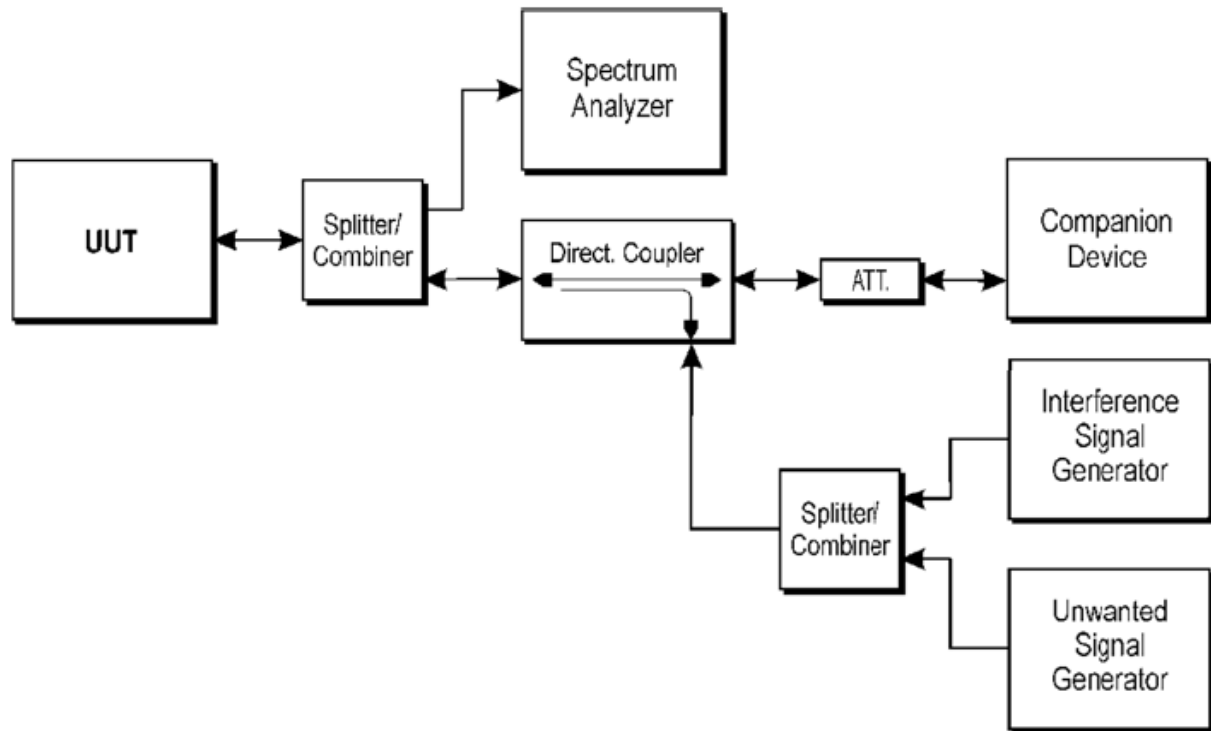 Spectrum
Analyzer
UUT
Splitter/
Combiner
Direct. Coupler
ATT.
Companion
Device
Interference
Signal
Generator
Splitter/
Combiner
Unwanted
Signal
Generator